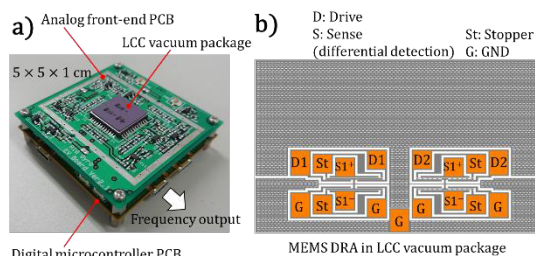 a)
Analog front-end PCB
LCC vacuum package
5 × 5 × 1 cm
Frequency output
Digital microcontroller PCB
b)
D: Drive
S: Sense
(differential detection)
St: Stopper
G: GND
D1 St S1⁺ D1 D2 S1⁺ St D2
G St S1⁻ G G S1⁻ St G
G
MEMS DRA in LCC vacuum package